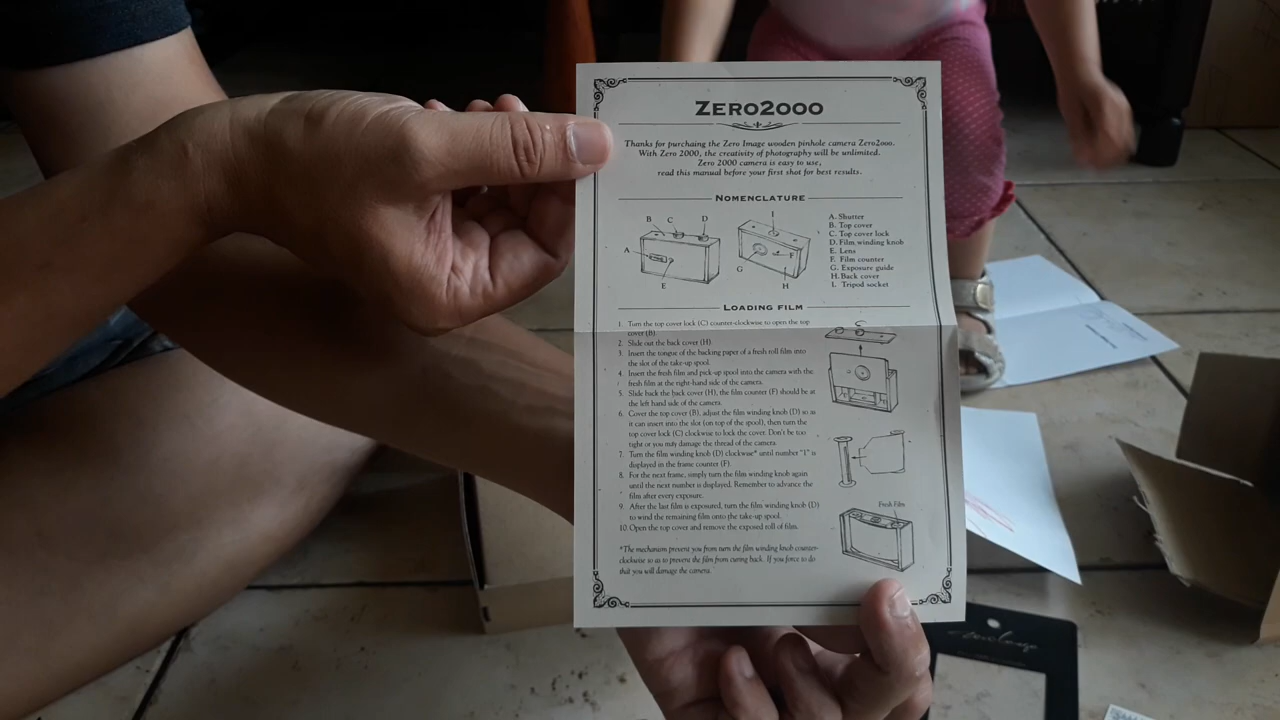 ZERO2000
Thanks for purchaing the Zero Image wooden pinhole camera Zero2000.
With Zero 2000, the creativity of photography will be unlimited.
Zero 2000 camera is easy to use,
read this manual before your first shot for best results.
NOMENCLATURE
B C D
A
E
I
F
G
H
A. Shutter
B. Top cover
C. Top cover lock
D. Film winding knob
E. Lens
F. Film counter
G. Exposure guide
H. Back cover
I. Tripod socket
LOADING FILM
1. Turn the top cover lock (C) counter-clockwise to open the top
cover (B).
2. Slide out the back cover (H).
3. Insert the tongue of the backing paper of a fresh roll film into
the slot of the take-up spool.
4. Insert the fresh film and pick-up spool into the camera with the
fresh film at the right-hand side of the camera.
5. Slide back the back cover (H), the film counter (F) should be at
the left hand side of the camera.
6. Cover the top cover (B), adjust the film winding knob (D) so as
it can insert into the slot (on top of the spool), then turn the
top cover lock (C) clockwise to lock the cover. Don't be too
tight or you may damage the thread of the camera.
7. Turn the film winding knob (D) clockwise* until number "1" is
displayed in the frame counter (F).
8. For the next frame, simply turn the film winding knob again
until the next number is displayed. Remember to advance the
film after every exposure.
9. After the last film is exposured, turn the film winding knob (D)
to wind the remaining film onto the take-up spool.
10. Open the top cover and remove the exposed roll of film.
*The mechanism prevent you from turn the film winding knob counter-
clockwise so as to prevent the film from curing back. If you force to do
that you will damage the camera.
C
Fresh Film